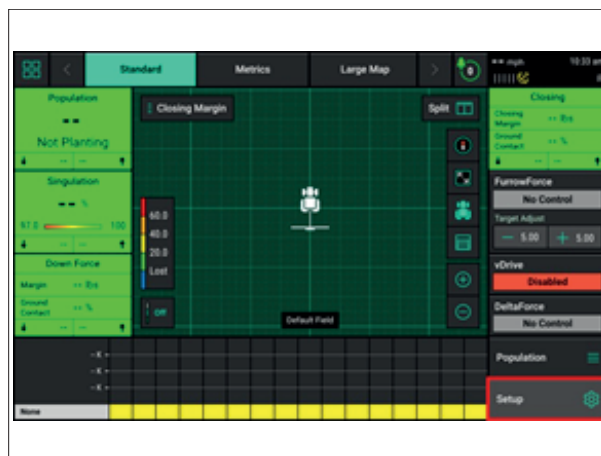 Standard
Metrics
Large Map
0
-- mph
10:33 am
Population
--
Not Planting
-- --
Singulation
-- %
97.0 100
-- --
Down Force
Margin -- lbs
Ground Contact -- %
-- --
Closing Margin
Split
60.0
40.0
20.0
Lost
Off
Default Field
Closing
Closing Margin -- lbs
Ground Contact -- %
-- --
FurrowForce
No Control
Target Adjust
− 5.00 + 5.00
vDrive
Disabled
DeltaForce
No Control
Population
Setup
- K
- K
- K
None